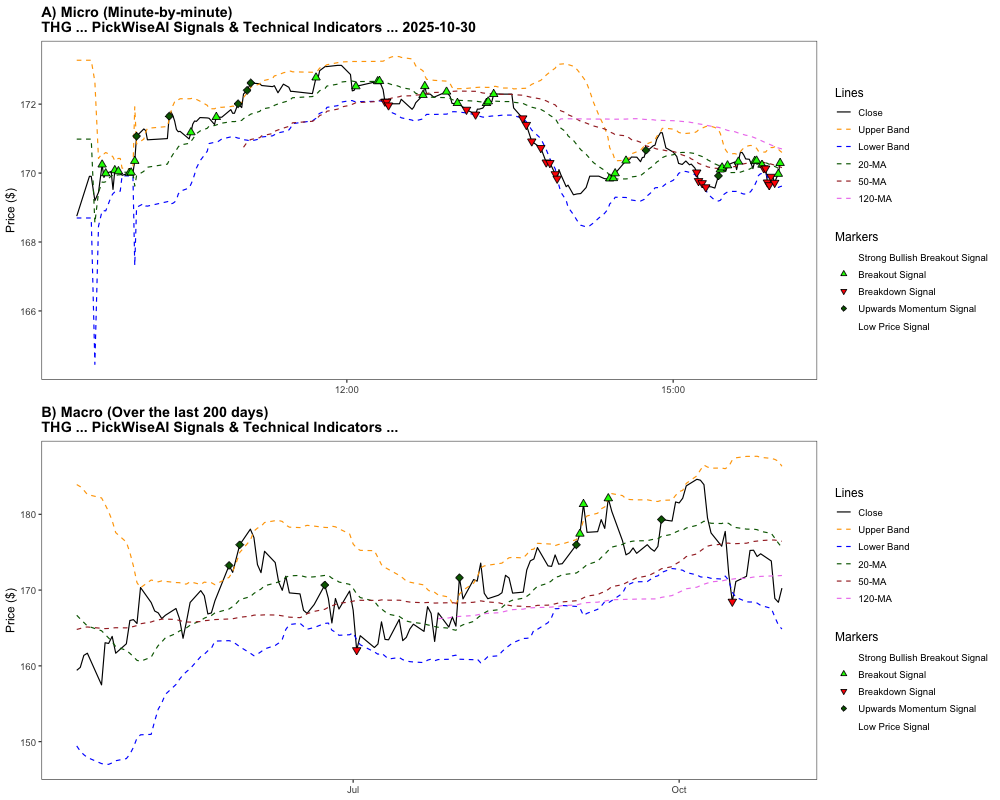 A) Micro (Minute-by-minute)
THG ... PickWiseAI Signals & Technical Indicators ... 2025-10-30
Price ($)
172
170
168
166
12:00
15:00
Lines
Close
Upper Band
Lower Band
20-MA
50-MA
120-MA
Markers
Strong Bullish Breakout Signal
Breakout Signal
Breakdown Signal
Upwards Momentum Signal
Low Price Signal
B) Macro (Over the last 200 days)
THG ... PickWiseAI Signals & Technical Indicators ...
Price ($)
180
170
160
150
Jul
Oct
Lines
Close
Upper Band
Lower Band
20-MA
50-MA
120-MA
Markers
Strong Bullish Breakout Signal
Breakout Signal
Breakdown Signal
Upwards Momentum Signal
Low Price Signal